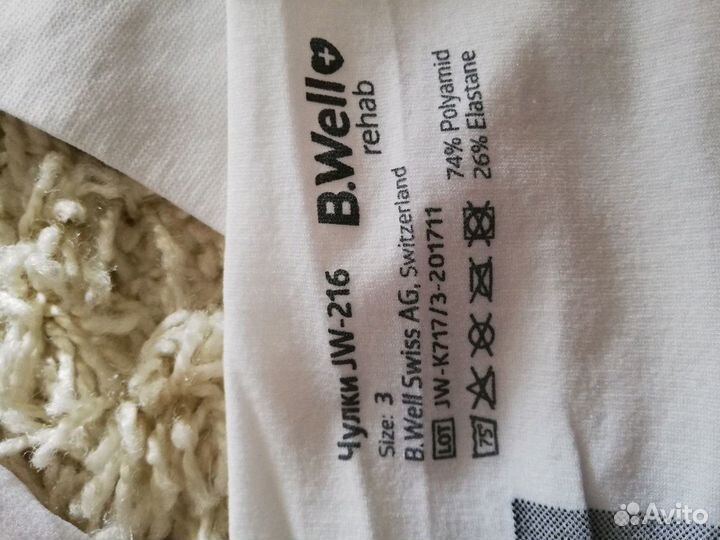 Чулки JW-216 B.Well
rehab
Size: 3
B.Well Swiss AG, Switzerland
LOT JW-K717/3-201711
75°
74% Polyamid
26% Elastane
Avito